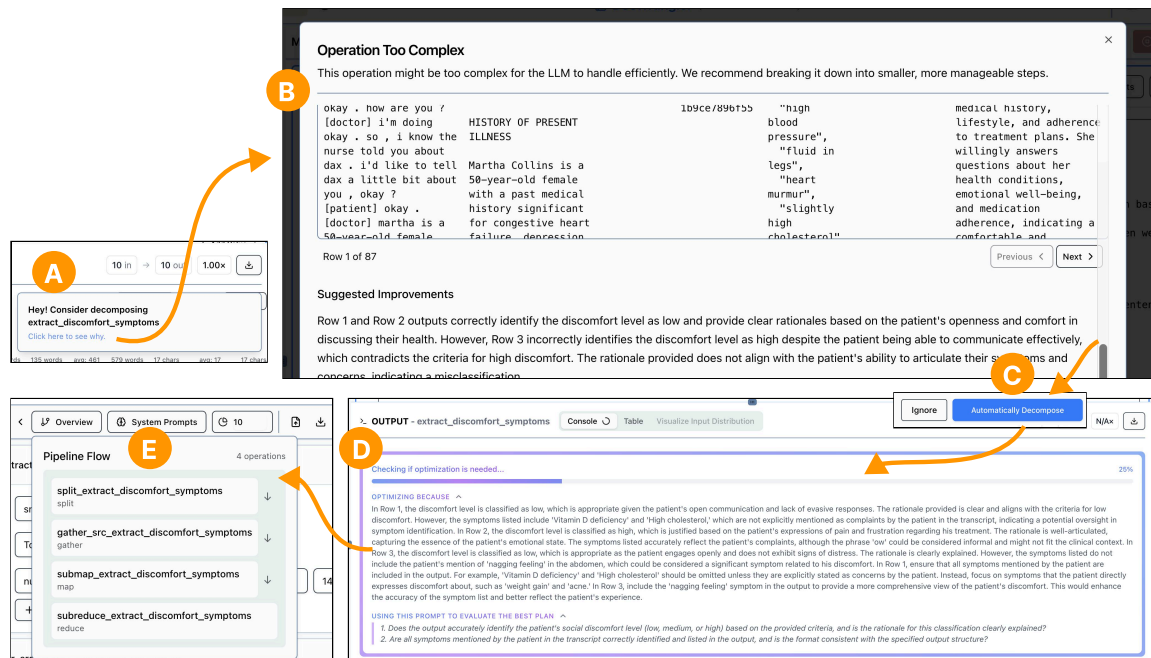 A
10 in → 10 out
1.00×
Hey! Consider decomposing
extract_discomfort_symptoms
Click here to see why.
135 words avg: 461 579 words 17 chars avg: 17 17 chars
B
Operation Too Complex
This operation might be too complex for the LLM to handle efficiently. We recommend breaking it down into smaller, more manageable steps.
okay . how are you ? 1b9ce7896f55 "high medical history,
[doctor] i'm doing HISTORY OF PRESENT blood lifestyle, and adherence
okay . so , i know the ILLNESS pressure", to treatment plans. She
nurse told you about "fluid in willingly answers
dax . i'd like to tell Martha Collins is a legs", questions about her
dax a little bit about 50-year-old female "heart health conditions,
you , okay ? with a past medical murmur", emotional well-being,
[patient] okay . history significant "slightly and medication
[doctor] martha is a for congestive heart high adherence, indicating a
50-year-old female failure, depression cholesterol" comfortable and
Row 1 of 87
Previous < Next >
Suggested Improvements
Row 1 and Row 2 outputs correctly identify the discomfort level as low and provide clear rationales based on the patient's openness and comfort in
discussing their health. However, Row 3 incorrectly identifies the discomfort level as high despite the patient being able to communicate effectively,
which contradicts the criteria for high discomfort. The rationale provided does not align with the patient's ability to articulate their and
concerns, indicating a misclassification.
C
Ignore
Automatically Decompose
D
OUTPUT - extract_discomfort_symptoms
Console
Table
Visualize Input Distribution
N/A×
Checking if optimization is needed...
25%
OPTIMIZING BECAUSE
In Row 1, the discomfort level is classified as low, which is appropriate given the patient's open communication and lack of evasive responses. The rationale provided is clear and aligns with the criteria for low
discomfort. However, the symptoms listed include 'Vitamin D deficiency' and 'High cholesterol,' which are not explicitly mentioned as complaints by the patient in the transcript, indicating a potential oversight in
symptom identification. In Row 2, the discomfort level is classified as high, which is justified based on the patient's expressions of pain and frustration regarding his treatment. The rationale is well-articulated,
capturing the essence of the patient's emotional state. The symptoms listed accurately reflect the patient's complaints, although the phrase 'ow' could be considered informal and might not fit the clinical context. In
Row 3, the discomfort level is classified as low, which is appropriate as the patient engages openly and does not exhibit signs of distress. The rationale is clearly explained. However, the symptoms listed do not
include the patient's mention of 'nagging feeling' in the abdomen, which could be considered a significant symptom related to his discomfort. In Row 1, ensure that all symptoms mentioned by the patient are
included in the output. For example, 'Vitamin D deficiency' and 'High cholesterol' should be omitted unless they are explicitly stated as concerns by the patient. Instead, focus on symptoms that the patient directly
expresses discomfort about, such as 'weight gain' and 'acne.' In Row 3, include the 'nagging feeling' symptom in the output to provide a more comprehensive view of the patient's discomfort. This would enhance
the accuracy of the symptom list and better reflect the patient's experience.
USING THIS PROMPT TO EVALUATE THE BEST PLAN
1. Does the output accurately identify the patient's social discomfort level (low, medium, or high) based on the provided criteria, and is the rationale for this classification clearly explained?
2. Are all symptoms mentioned by the patient in the transcript correctly identified and listed in the output, and is the format consistent with the specified output structure?
E
Overview
System Prompts
10
Pipeline Flow
4 operations
split_extract_discomfort_symptoms
split
gather_src_extract_discomfort_symptoms
gather
submap_extract_discomfort_symptoms
map
subreduce_extract_discomfort_symptoms
reduce
14